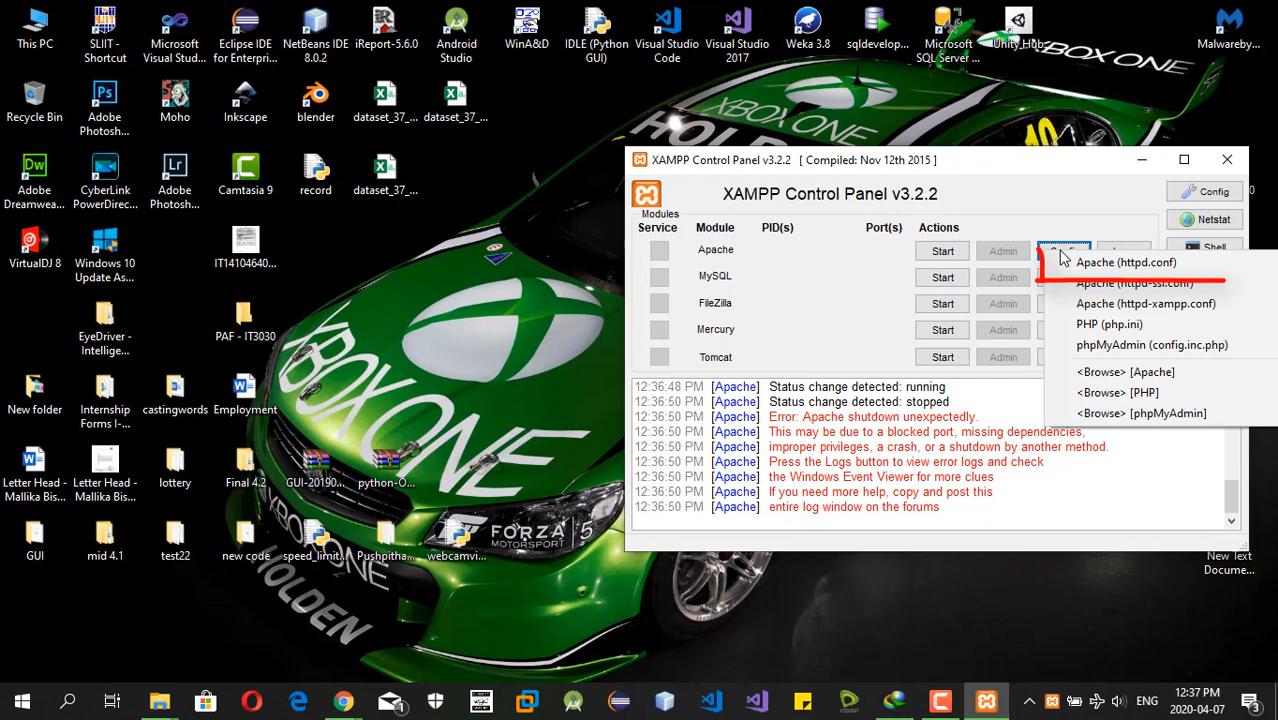 This PC
SLIIT -
Shortcut
Microsoft
Visual Stud...
Eclipse IDE
for Enterpri...
NetBeans IDE
8.0.2
iReport-5.6.0
Android
Studio
WinA&D
IDLE (Python
GUI)
Visual Studio
Code
Visual Studio
2017
Weka 3.8
sqldevelop...
Microsoft
SQL Server ...
Unity Hub
Malwareby...
XBOX ONE
Recycle Bin
Adobe
Photosh...
Moho
Inkscape
blender
dataset_37_...
dataset_37_...
XBOX ONE
HOLD
10
Adobe
Dreamwea...
CyberLink
PowerDirec...
Adobe
Photosh...
Camtasia 9
record
dataset_37_...
VirtualDJ 8
Windows 10
Update As...
IT14104640...
EyeDriver -
Intellige...
PAF - IT3030
New folder
Internship
Forms I-...
castingwords
Employment
Letter Head -
Mallika Bis...
Letter Head -
Mallika Bis...
lottery
Final 4.2
GUI-20190...
python-O...
GUI
mid 4.1
test22
new code
speed_limit...
Pushpitha...
webcamvi...
New Text
Docume...
XBOX ONE
FORZA
MOTORSPORT
5
HOLDEN
XAMPP Control Panel v3.2.2 [ Compiled: Nov 12th 2015 ]
XAMPP Control Panel v3.2.2
Config
Netstat
Shell
Modules
Service Module PID(s) Port(s) Actions
Apache Start Admin
MySQL Start Admin
FileZilla Start Admin
Mercury Start Admin
Tomcat Start Admin
Apache (httpd.conf)
Apache (httpd-ssl.conf)
Apache (httpd-xampp.conf)
PHP (php.ini)
phpMyAdmin (config.inc.php)
<Browse> [Apache]
<Browse> [PHP]
<Browse> [phpMyAdmin]
12:36:48 PM [Apache] Status change detected: running
12:36:50 PM [Apache] Status change detected: stopped
12:36:50 PM [Apache] Error: Apache shutdown unexpectedly.
12:36:50 PM [Apache] This may be due to a blocked port, missing dependencies,
12:36:50 PM [Apache] improper privileges, a crash, or a shutdown by another method.
12:36:50 PM [Apache] Press the Logs button to view error logs and check
12:36:50 PM [Apache] the Windows Event Viewer for more clues
12:36:50 PM [Apache] If you need more help, copy and post this
12:36:50 PM [Apache] entire log window on the forums
ENG
12:37 PM
2020-04-07